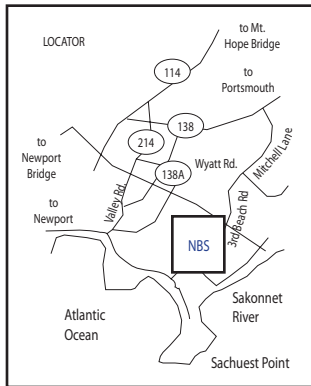 LOCATOR
to Mt.
Hope Bridge
114
to
Portsmouth
138
to
Newport
Bridge
214
Wyatt Rd.
Mitchell Lane
138A
to
Newport
Valley Rd.
3rd Beach Rd
NBS
Atlantic
Ocean
Sakonnet
River
Sachuest Point